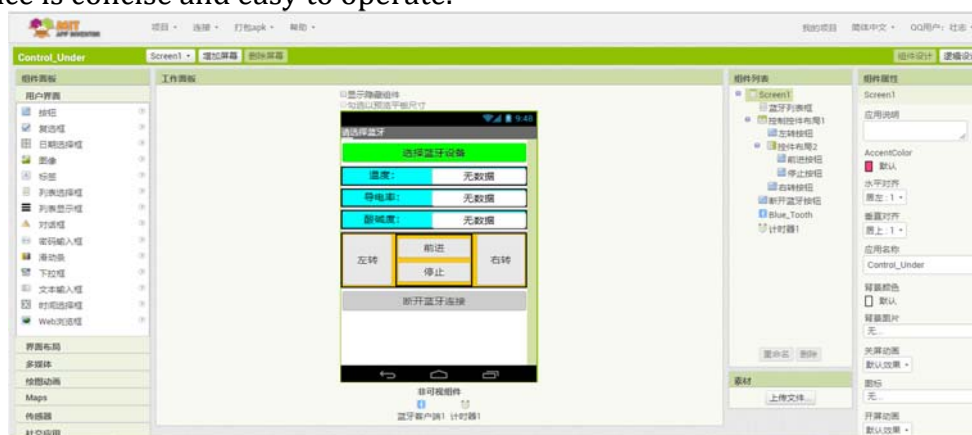 ce is concise and easy to operate.
MIT
APP INVENTOR
项目 连接 打包apk 帮助
我的项目 简体中文 QQ用户：
Control_Under
Screen1 增加屏幕 删除屏幕
组件设计 逻辑设
组件面板
用户界面
按钮
复选框
日期选择框
图像
标签
列表选择框
列表显示框
对话框
密码输入框
滑动条
下拉框
文本输入框
时间选择框
Web浏览框
界面布局
多媒体
绘图动画
Maps
传感器
社交应用
工作面板
显示隐藏组件
勾选以预览平板尺寸
9:48
请选择蓝牙
选择蓝牙设备
温度： 无数据
导电率： 无数据
酸碱度： 无数据
左转
前进
停止
右转
断开蓝牙连接
非可视组件
蓝牙客户端1 计时器1
组件列表
Screen1
蓝牙列表框
控制控件布局1
左转按钮
控件布局2
前进按钮
停止按钮
右转按钮
断开蓝牙按钮
Blue_Tooth
计时器1
重命名 删除
素材
上传文件...
组件属性
Screen1
应用说明
AccentColor
默认
水平对齐
居左：1
垂直对齐
居上：1
应用名称
Control_Under
背景颜色
默认
背景图片
无...
关屏动画
默认效果
图标
无...
开屏动画
默认效果